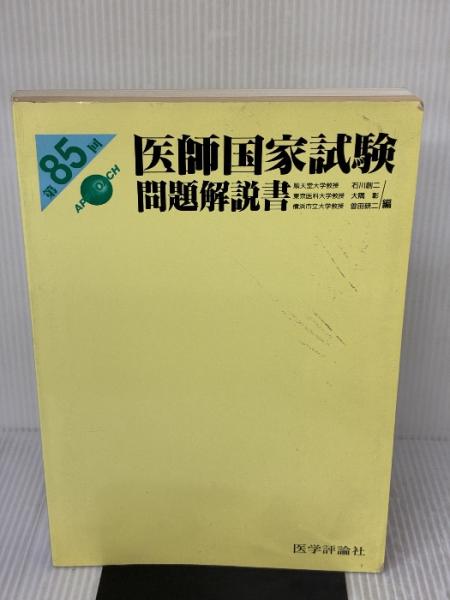 第85回
APPROACH
医師国家試験
問題解説書
順天堂大学教授 石川創二
東京医科大学教授 大隅 彰
横浜市立大学教授 曽田研二
編
医学評論社